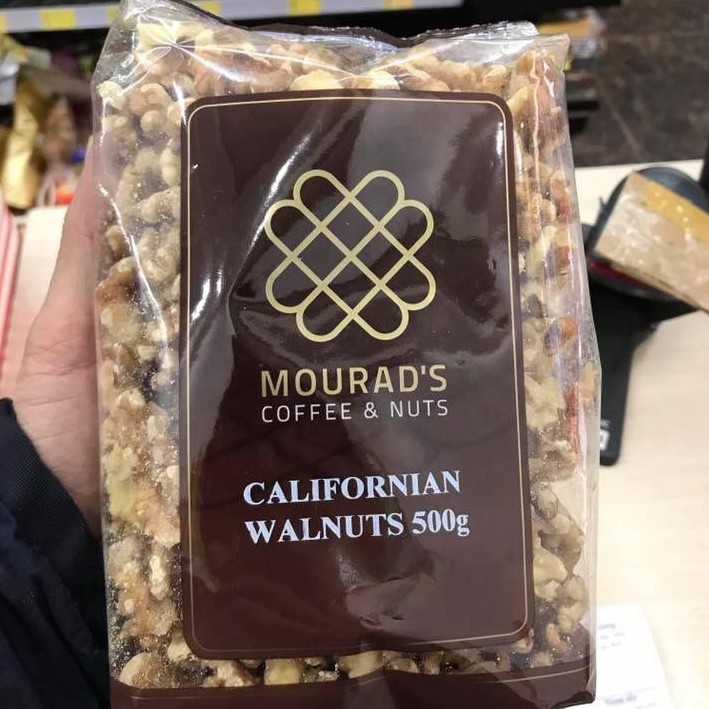 MOURAD'S
COFFEE & NUTS
CALIFORNIAN
WALNUTS 500g